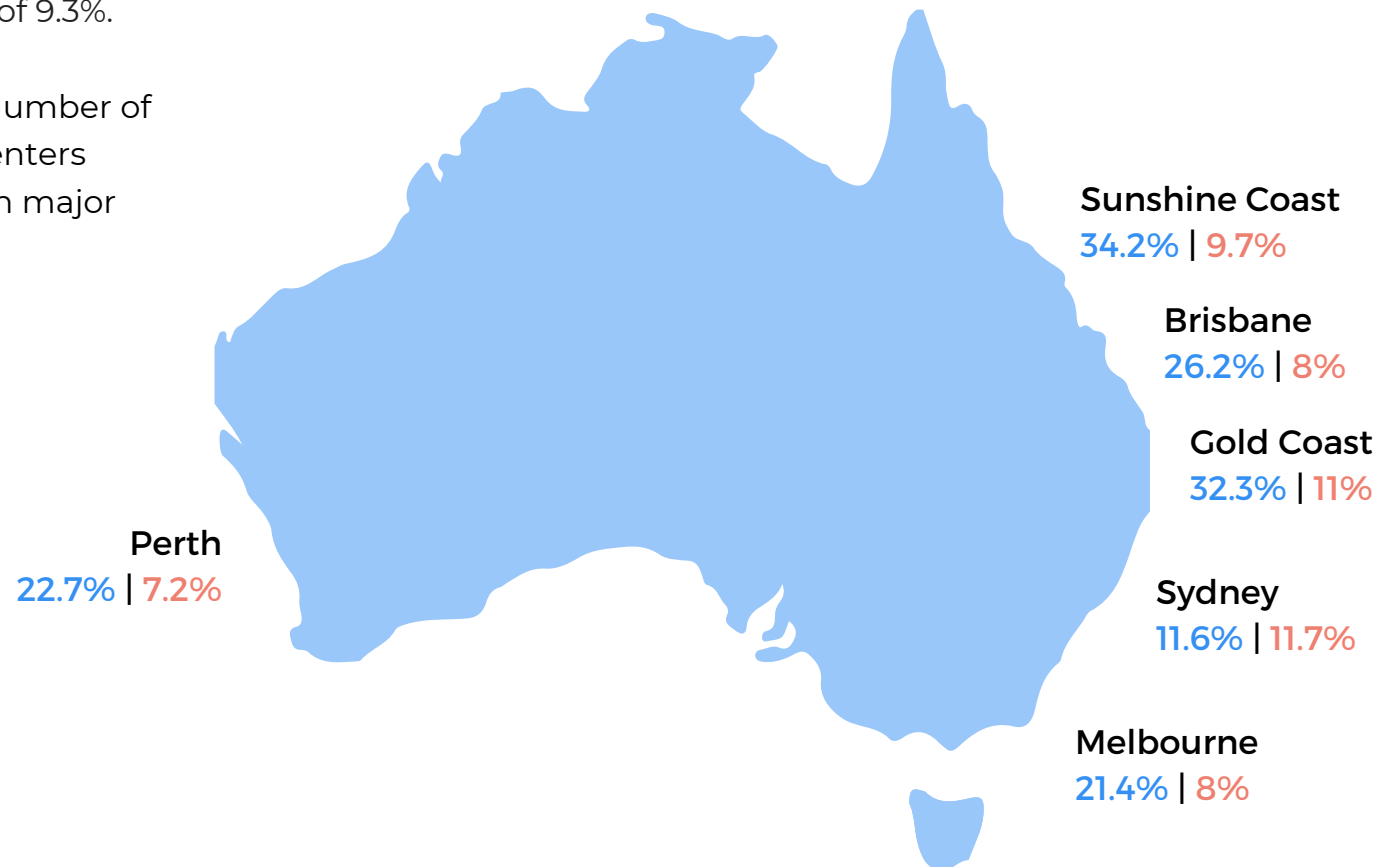 of 9.3%.
umber of
enters
n major
Sunshine Coast
34.2% | 9.7%
Brisbane
26.2% | 8%
Gold Coast
32.3% | 11%
Perth
22.7% | 7.2%
Sydney
11.6% | 11.7%
Melbourne
21.4% | 8%